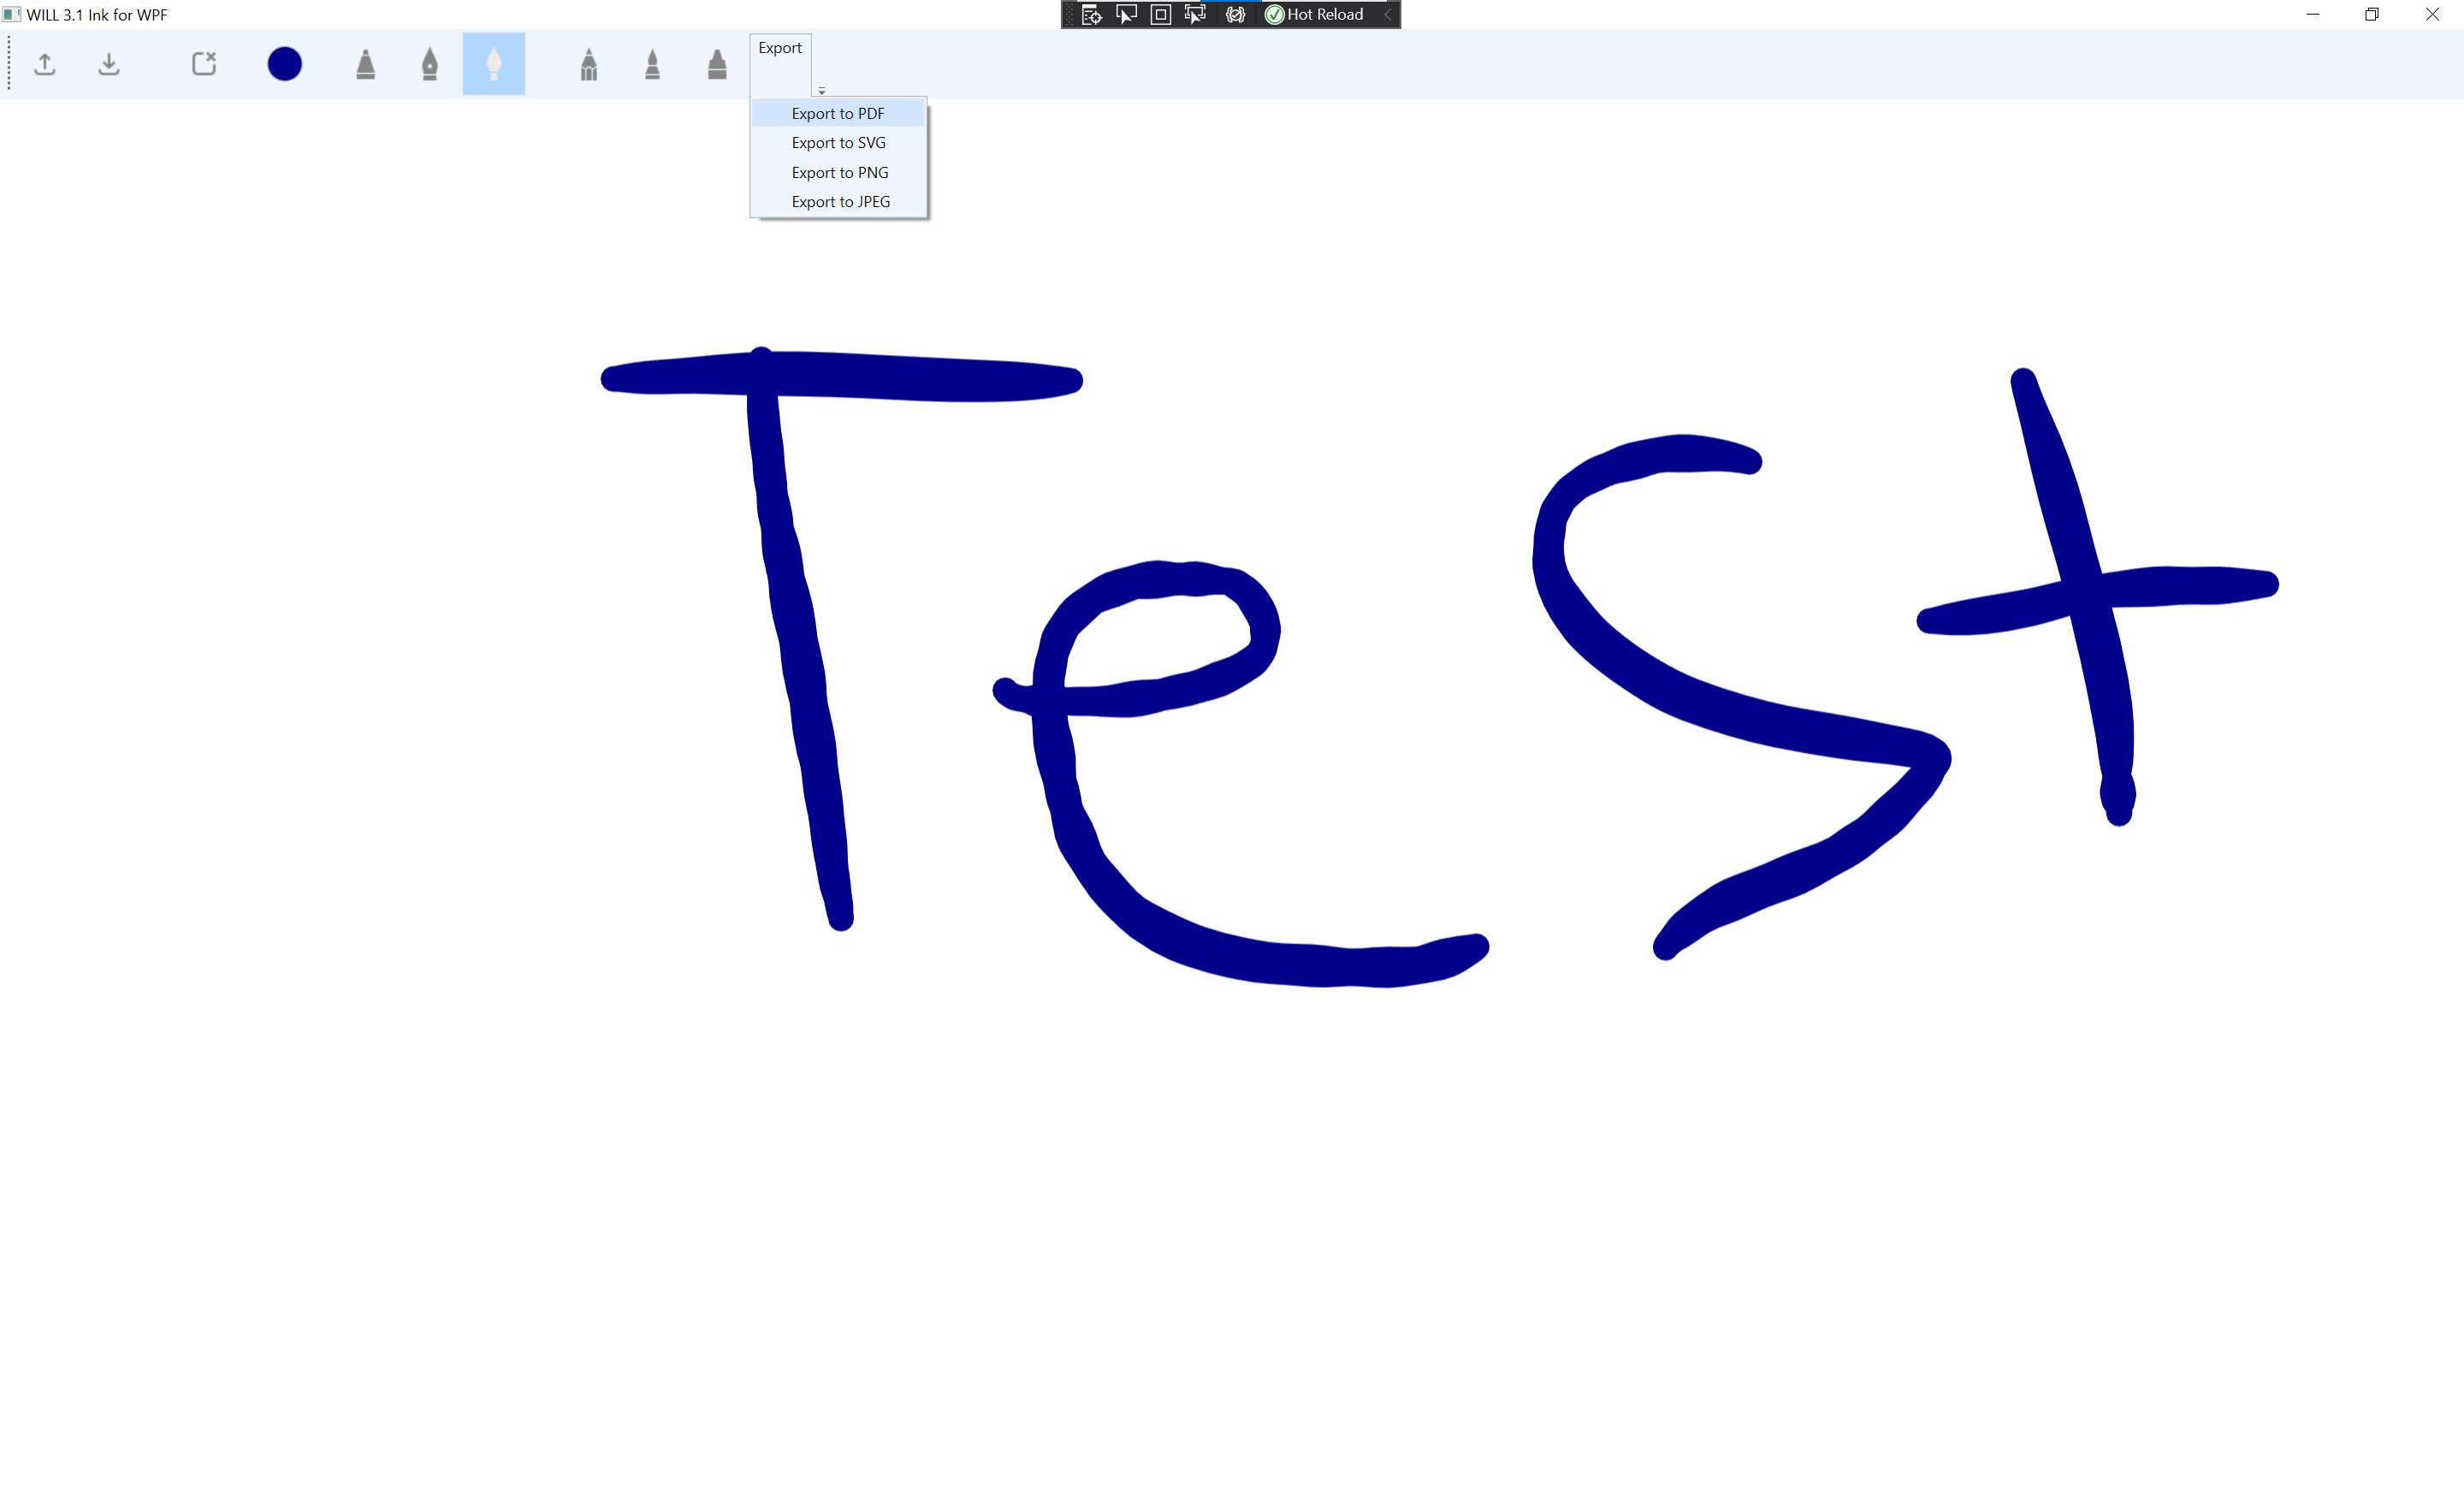 WILL 3.1 Ink for WPF
Hot Reload
Export
Export to PDF
Export to SVG
Export to PNG
Export to JPEG
Test